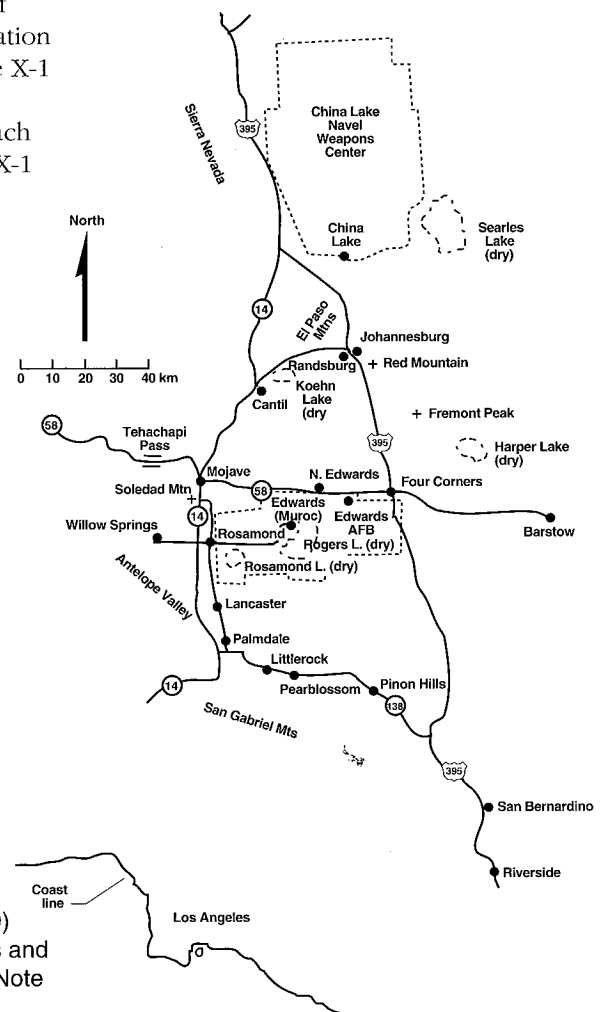 ation
e X-1
ach
X-1
395
Sierra Nevada
China Lake
Navel
Weapons
Center
China
Lake
Searles
Lake
(dry)
North
14
El Paso
Mtns
Johannesburg
Randsburg
Red Mountain
0 10 20 30 40 km
Koehn
Lake
(dry
Cantil
Fremont Peak
58
Tehachapi
Pass
395
Harper Lake
(dry)
Mojave
N. Edwards
Four Corners
Soledad Mtn
58
Edwards
(Muroc)
Edwards
AFB
14
Willow Springs
Rosamond
Rogers L. (dry)
Barstow
Rosamond L. (dry)
Antelope Valley
Lancaster
Palmdale
Littlerock
Pearblossom
Pinon Hills
14
138
San Gabriel Mts
395
San Bernardino
Riverside
Coast
line
Los Angeles
)
s and
Note